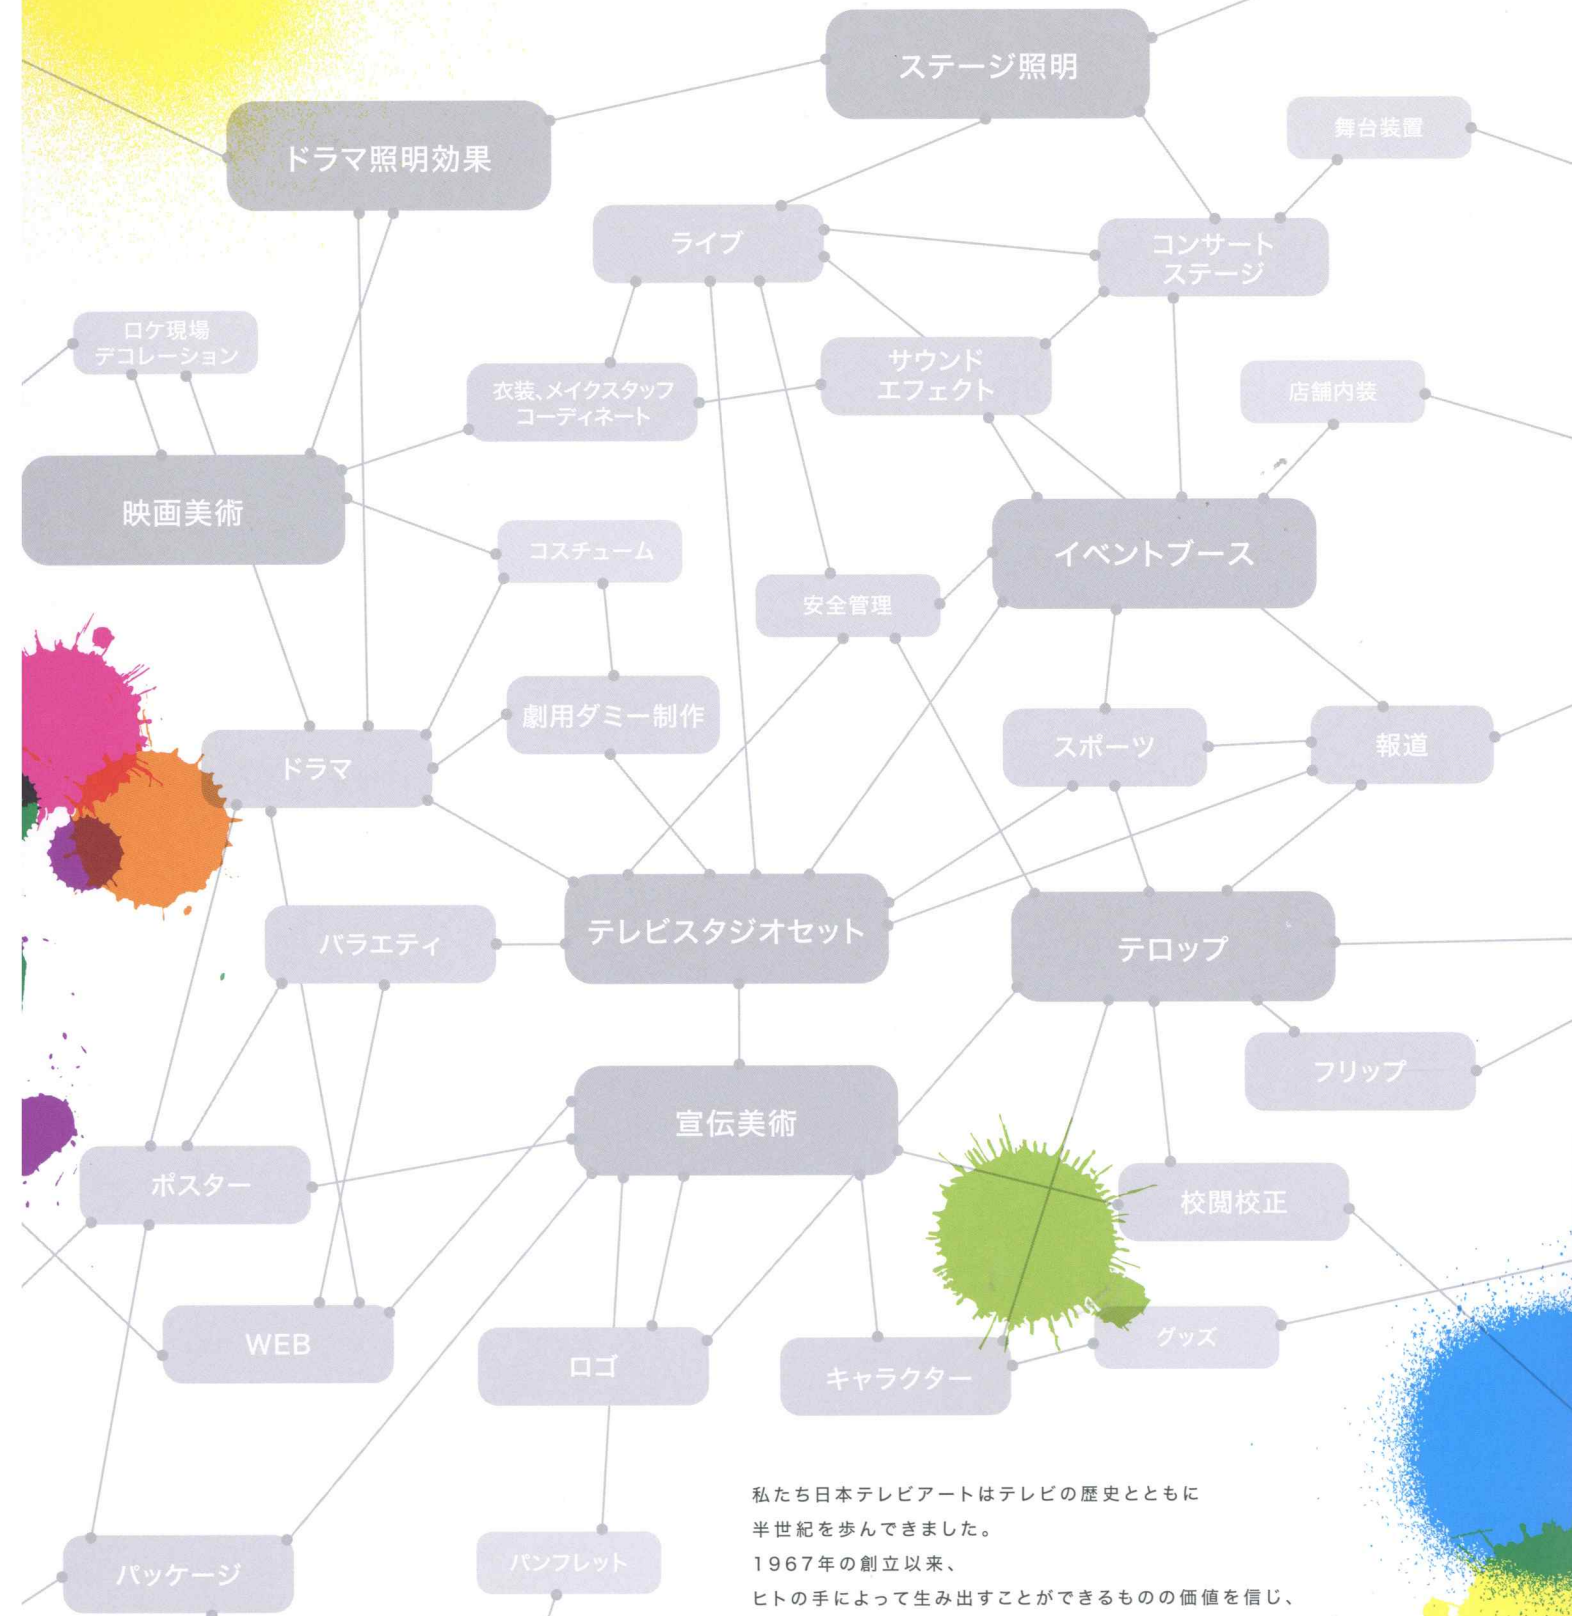 ステージ照明
舞台装置
ドラマ照明効果
ライブ
コンサート
ステージ
ロケ現場
デコレーション
サウンド
エフェクト
衣装、メイクスタッフ
コーディネート
店舗内装
映画美術
コスチューム
イベントブース
安全管理
劇用ダミー制作
スポーツ
報道
ドラマ
テレビスタジオセット
バラエティ
テロップ
フリップ
宣伝美術
ポスター
校閲校正
WEB
ロゴ
グッズ
キャラクター
パッケージ
パンフレット
私たち日本テレビアートはテレビの歴史とともに
半世紀を歩んできました。
1967年の創立以来、
ヒトの手によって生み出すことができるものの価値を信じ、